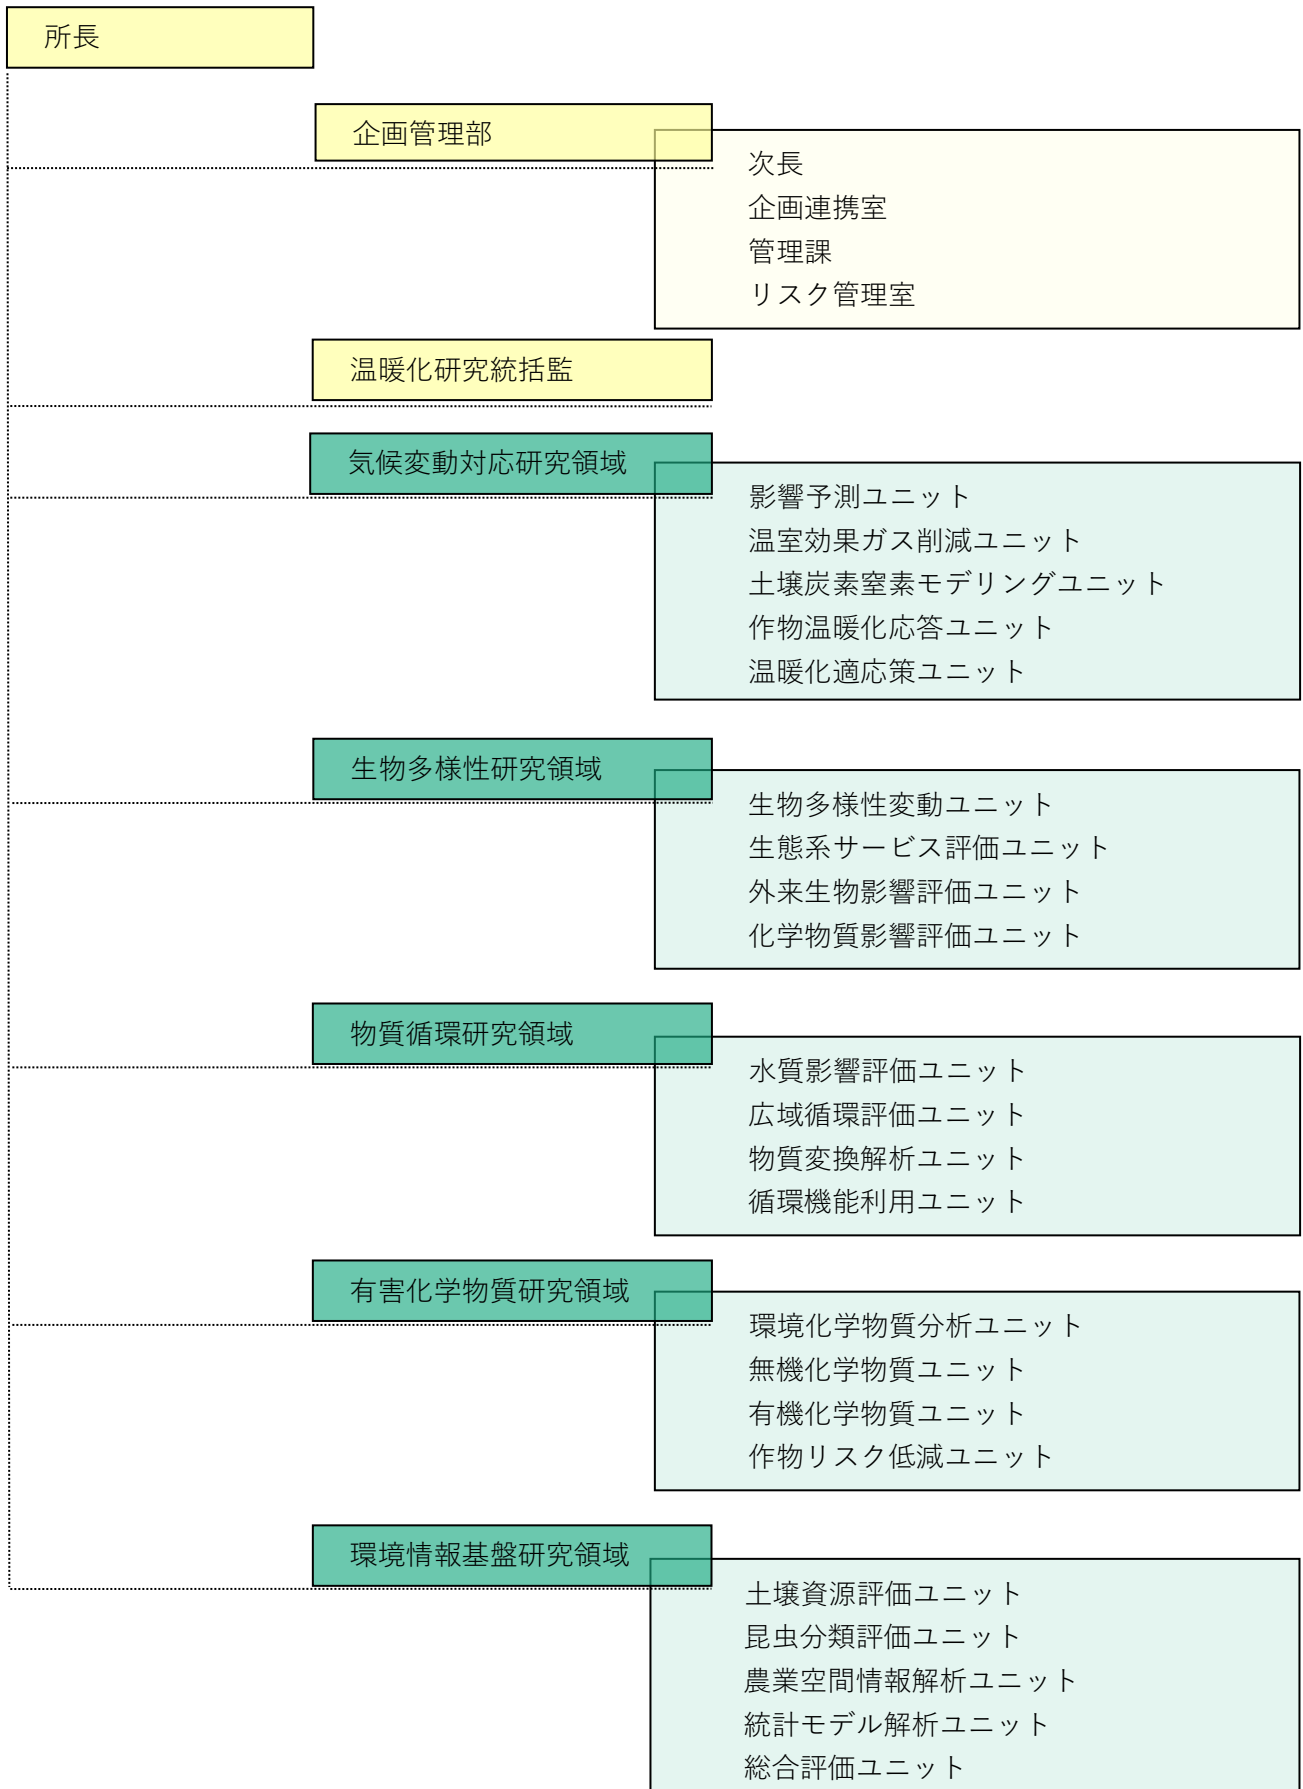 所長
企画管理部
次長
企画連携室
管理課
リスク管理室
温暖化研究統括監
気候変動対応研究領域
影響予測ユニット
温室効果ガス削減ユニット
土壌炭素窒素モデリングユニット
作物温暖化応答ユニット
温暖化適応策ユニット
生物多様性研究領域
生物多様性変動ユニット
生態系サービス評価ユニット
外来生物影響評価ユニット
化学物質影響評価ユニット
物質循環研究領域
水質影響評価ユニット
広域循環評価ユニット
物質変換解析ユニット
循環機能利用ユニット
有害化学物質研究領域
環境化学物質分析ユニット
無機化学物質ユニット
有機化学物質ユニット
作物リスク低減ユニット
環境情報基盤研究領域
土壌資源評価ユニット
昆虫分類評価ユニット
農業空間情報解析ユニット
統計モデル解析ユニット
総合評価ユニット